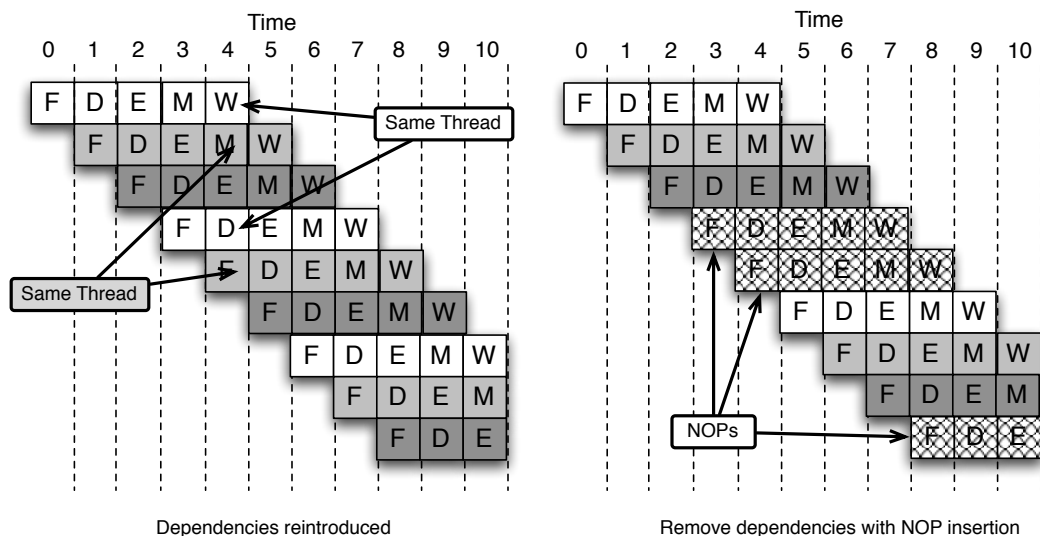 Time
0 1 2 3 4 5 6 7 8 9 10
F D E M W
Same Thread
F D E M W
F D E M W
F D E M W
F D E M W
Same Thread
F D E M W
F D E M W
F D E M
F D E
Dependencies reintroduced
Time
0 1 2 3 4 5 6 7 8 9 10
F D E M W
F D E M W
F D E M W
F D E M W
F D E M W
F D E M W
F D E M W
F D E M
NOPs
F D E
Remove dependencies with NOP insertion